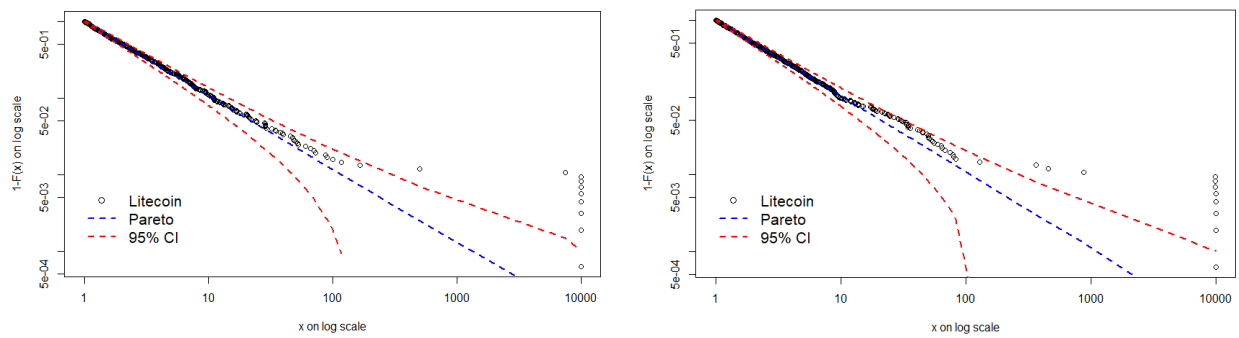 1-F(x) on log scale
5e-01
5e-02
5e-03
5e-04
Litecoin
Pareto
95% CI
1 10 100 1000 10000
x on log scale
1-F(x) on log scale
5e-01
5e-02
5e-03
5e-04
Litecoin
Pareto
95% CI
1 10 100 1000 10000
x on log scale